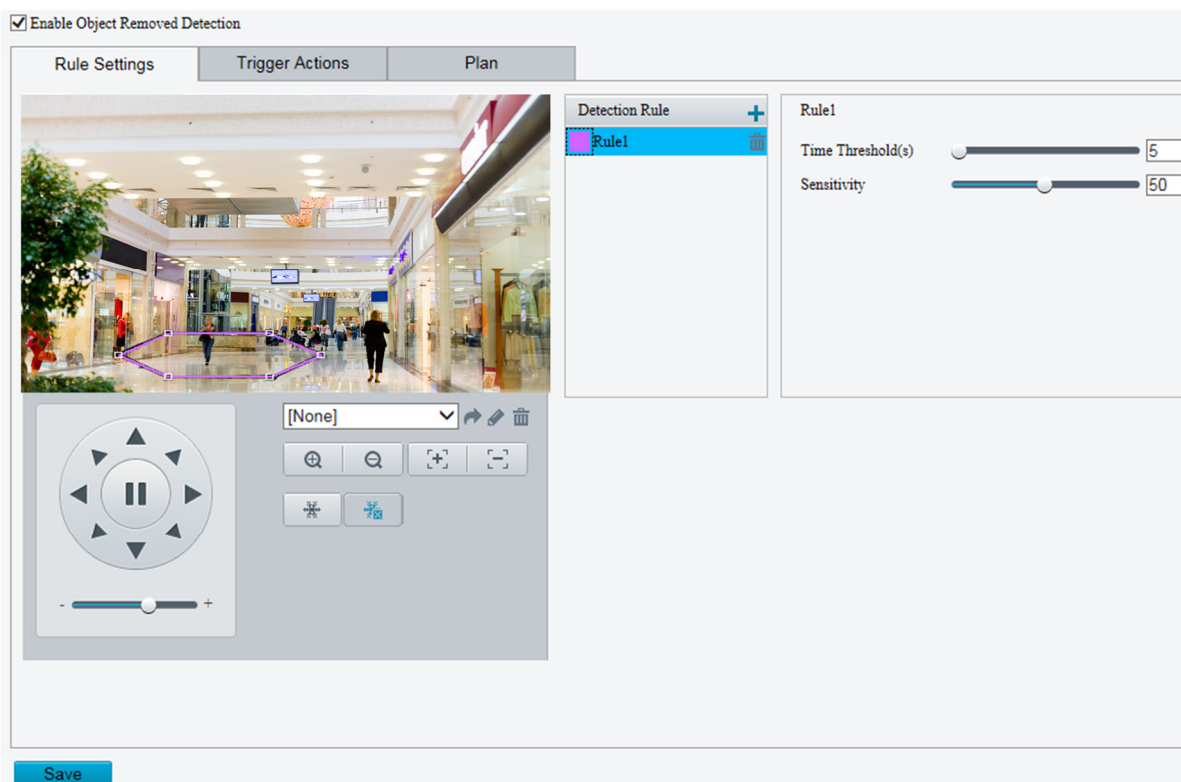 Enable Object Removed Detection
Rule Settings
Trigger Actions
Plan
Detection Rule
Rule1
Rule1
Time Threshold(s)
5
Sensitivity
50
[None]
- +
Save